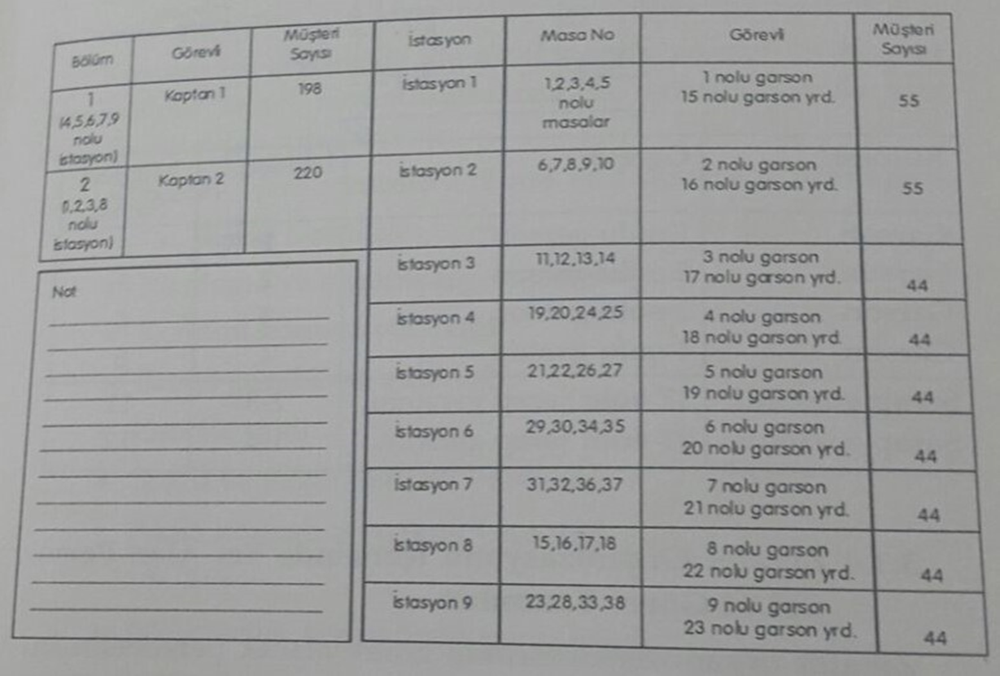 Bölüm
Görevli
Müşteri
Sayısı
1
(4,5,6,7,9
nolu
istasyon)
Kaptan 1
198
2
(1,2,3,8
nolu
istasyon)
Kaptan 2
220
Not
İstasyon
Masa No
Görevli
Müşteri
Sayısı
İstasyon 1
1,2,3,4,5
nolu
masalar
1 nolu garson
15 nolu garson yrd.
55
İstasyon 2
6,7,8,9,10
2 nolu garson
16 nolu garson yrd.
55
İstasyon 3
11,12,13,14
3 nolu garson
17 nolu garson yrd.
44
İstasyon 4
19,20,24,25
4 nolu garson
18 nolu garson yrd.
44
İstasyon 5
21,22,26,27
5 nolu garson
19 nolu garson yrd.
44
İstasyon 6
29,30,34,35
6 nolu garson
20 nolu garson yrd.
44
İstasyon 7
31,32,36,37
7 nolu garson
21 nolu garson yrd.
44
İstasyon 8
15,16,17,18
8 nolu garson
22 nolu garson yrd.
44
İstasyon 9
23,28,33,38
9 nolu garson
23 nolu garson yrd.
44